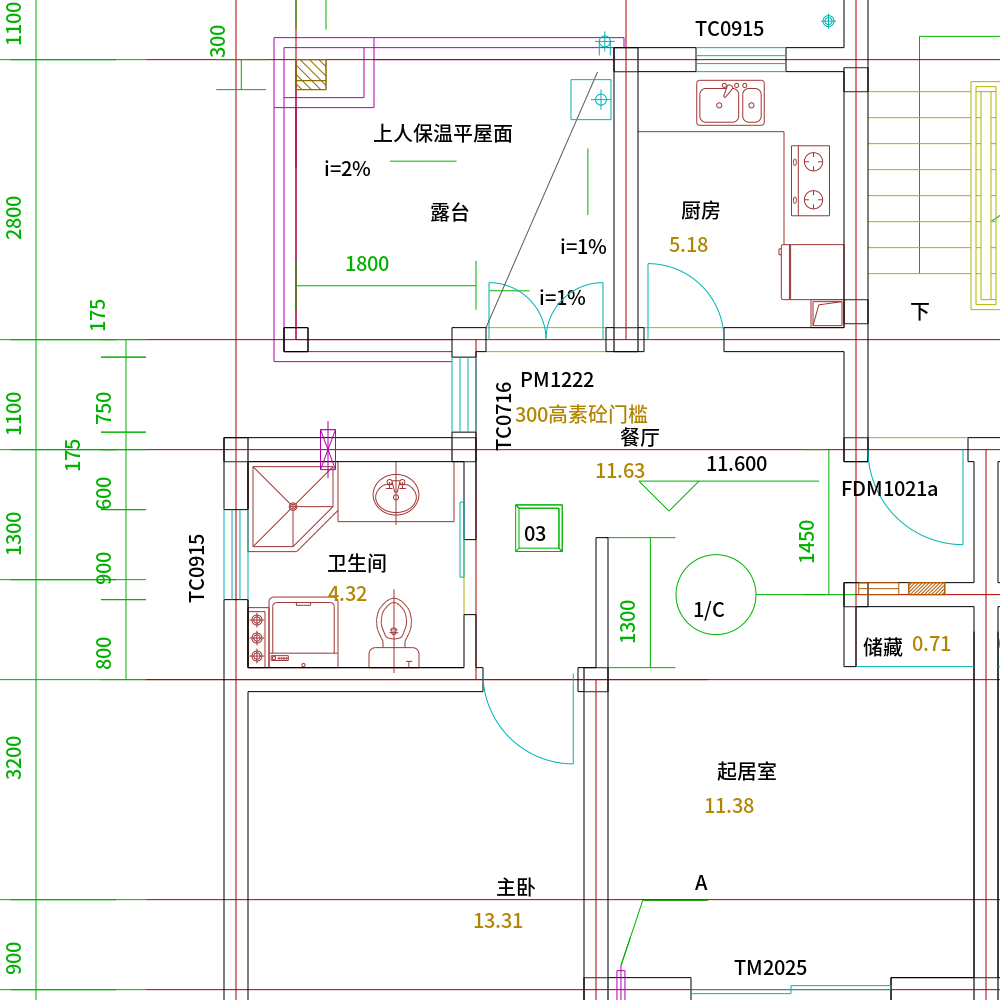 1100
300
TC0915
上人保温平屋面
i=2%
露台
厨房
2800
i=1%
5.18
1800
i=1%
175
下
TC0716
PM1222
1100
750
300高素砼门槛
餐厅
175
11.63
11.600
600
FDM1021a
1300
TC0915
03
1450
卫生间
900
4.32
1300
1/C
800
储藏
0.71
3200
起居室
11.38
主卧
A
13.31
900
TM2025